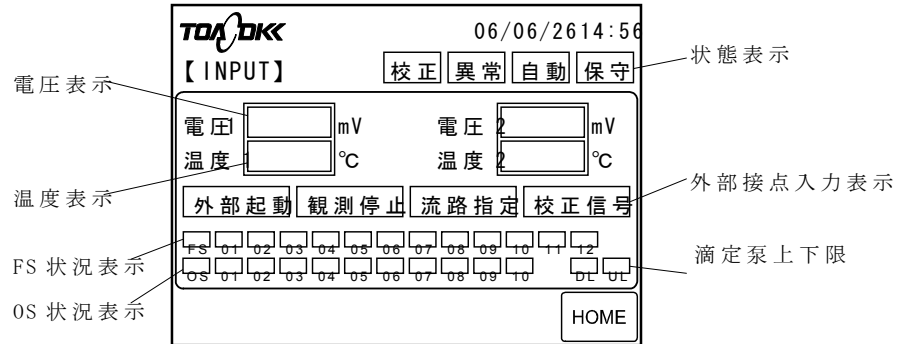 TOADKK 06/06/2614:56
【INPUT】 校正 異常 自動 保守
状態表示
電圧表示
電圧1 mV 電圧2 mV
温度1 ℃ 温度2 ℃
温度表示
外部接点入力表示
外部起動 観測停止 流路指定 校正信号
FS 01 02 03 04 05 06 07 08 09 10 11 12
FS状況表示
滴定泵上下限
OS 01 02 03 04 05 06 07 08 09 10 DL UL
OS状況表示
HOME